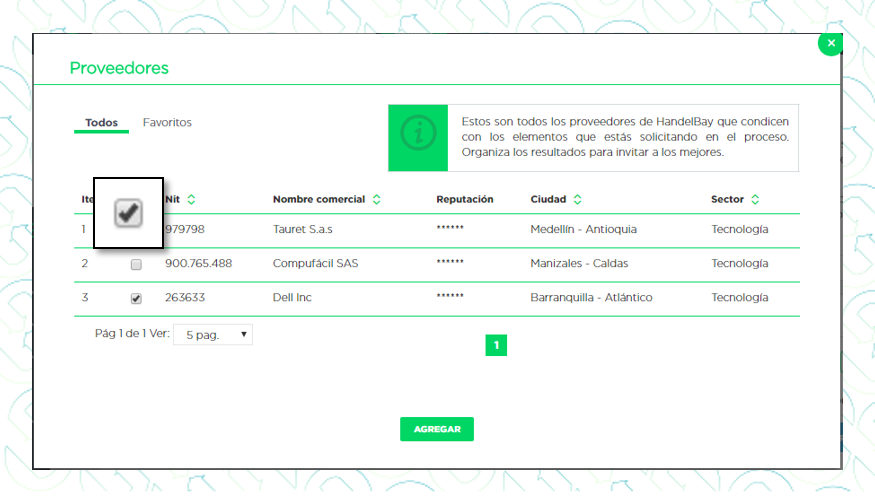 Proveedores
Todos Favoritos
Estos son todos los proveedores de HandelBay que condicen
con los elementos que estás solicitando en el proceso.
Organiza los resultados para invitar a los mejores.
Ite Nit Nombre comercial Reputación Ciudad Sector
1 979798 Tauret S.a.s ****** Medellín - Antioquia Tecnología
2 900.765.488 Compufácil SAS ****** Manizales - Caldas Tecnología
3 263633 Dell Inc ****** Barranquilla - Atlántico Tecnología
Pág 1 de 1 Ver: 5 pag.
1
AGREGAR